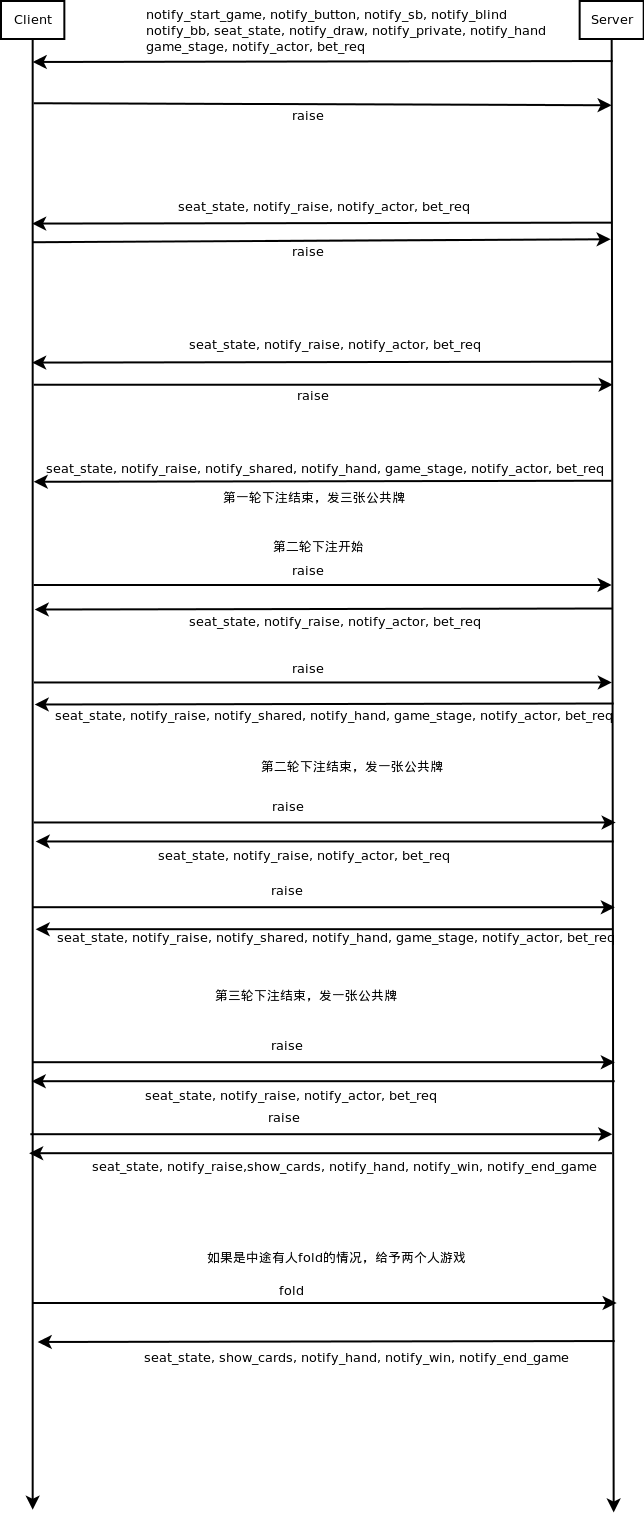 Client
Server
notify_start_game, notify_button, notify_sb, notify_blind
notify_bb, seat_state, notify_draw, notify_private, notify_hand
game_stage, notify_actor, bet_req
raise
seat_state, notify_raise, notify_actor, bet_req
raise
seat_state, notify_raise, notify_actor, bet_req
raise
seat_state, notify_raise, notify_shared, notify_hand, game_stage, notify_actor, bet_req
第一轮下注结束，发三张公共牌
第二轮下注开始
raise
seat_state, notify_raise, notify_actor, bet_req
raise
seat_state, notify_raise, notify_shared, notify_hand, game_stage, notify_actor, bet_req
第二轮下注结束，发一张公共牌
raise
seat_state, notify_raise, notify_actor, bet_req
raise
seat_state, notify_raise, notify_shared, notify_hand, game_stage, notify_actor, bet_req
第三轮下注结束，发一张公共牌
raise
seat_state, notify_raise, notify_actor, bet_req
raise
seat_state, notify_raise,show_cards, notify_hand, notify_win, notify_end_game
如果是中途有人fold的情况，给予两个人游戏
fold
seat_state, show_cards, notify_hand, notify_win, notify_end_game